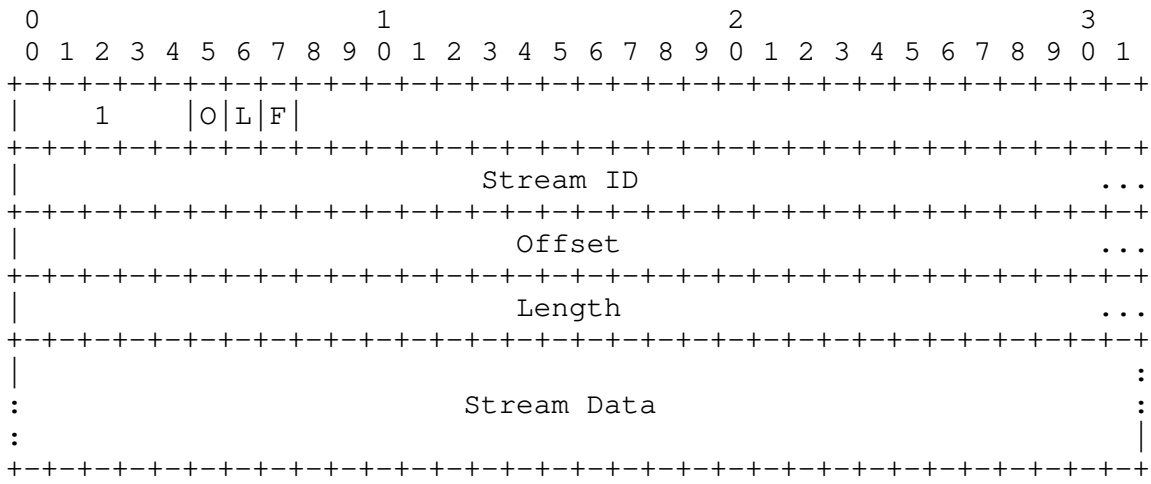 0                   1                   2                   3
 0 1 2 3 4 5 6 7 8 9 0 1 2 3 4 5 6 7 8 9 0 1 2 3 4 5 6 7 8 9 0 1
+-+-+-+-+-+-+-+-+-+-+-+-+-+-+-+-+-+-+-+-+-+-+-+-+-+-+-+-+-+-+-+-+
|    1    |O|L|F|
+-+-+-+-+-+-+-+-+-+-+-+-+-+-+-+-+-+-+-+-+-+-+-+-+-+-+-+-+-+-+-+-+
|                          Stream ID                          ...
+-+-+-+-+-+-+-+-+-+-+-+-+-+-+-+-+-+-+-+-+-+-+-+-+-+-+-+-+-+-+-+-+
|                            Offset                           ...
+-+-+-+-+-+-+-+-+-+-+-+-+-+-+-+-+-+-+-+-+-+-+-+-+-+-+-+-+-+-+-+-+
|                            Length                           ...
+-+-+-+-+-+-+-+-+-+-+-+-+-+-+-+-+-+-+-+-+-+-+-+-+-+-+-+-+-+-+-+-+
|                                                               :
:                         Stream Data                           :
:                                                               |
+-+-+-+-+-+-+-+-+-+-+-+-+-+-+-+-+-+-+-+-+-+-+-+-+-+-+-+-+-+-+-+-+